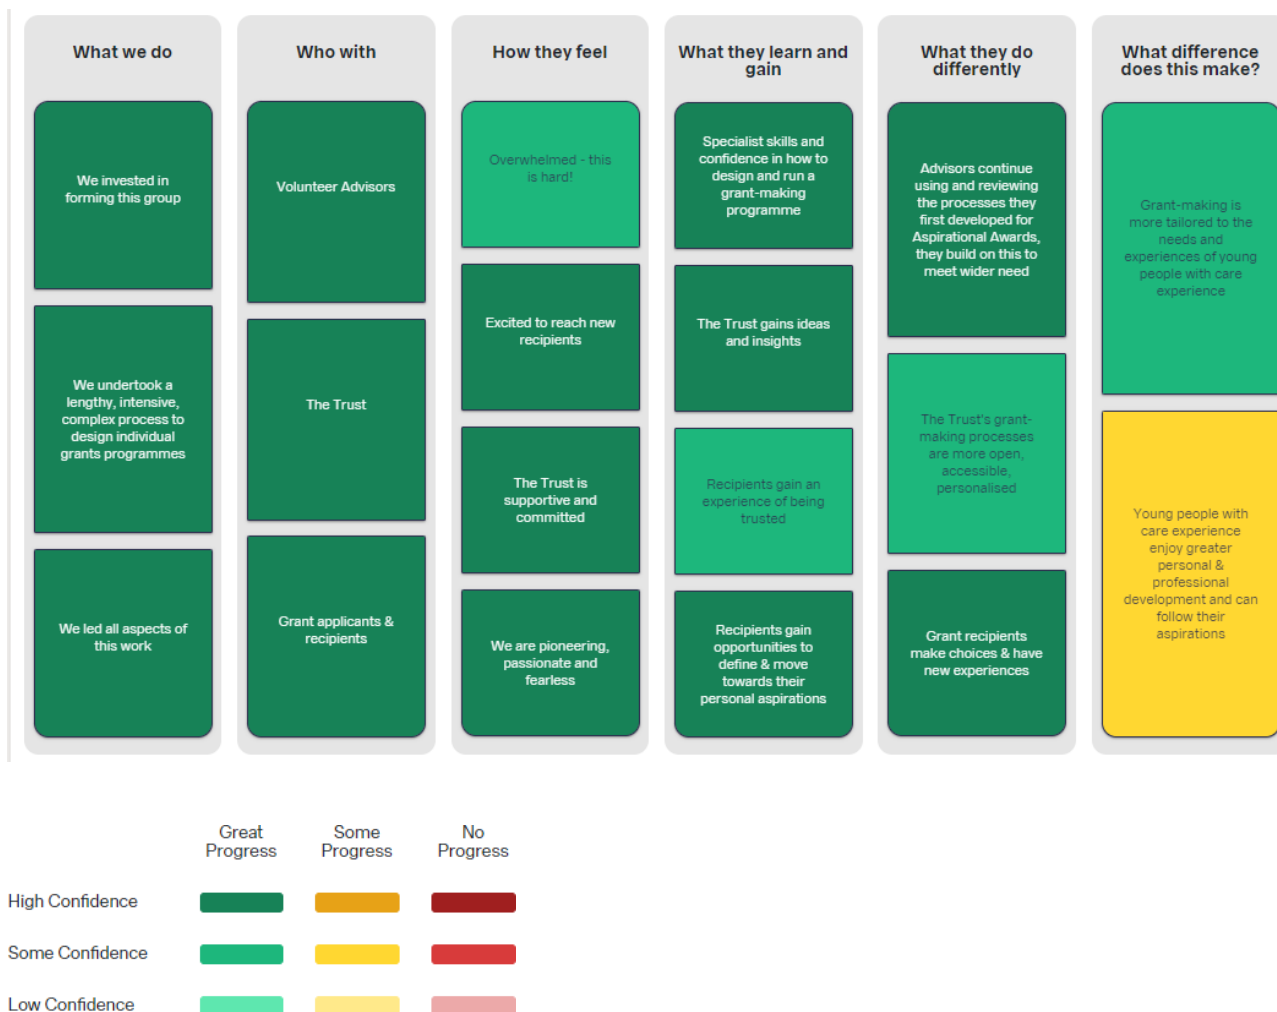 What we do
We invested in
forming this group
We undertook a
lengthy, intensive,
complex process to
design individual
grants programmes
We led all aspects of
this work
Who with
Volunteer Advisors
The Trust
Grant applicants &
recipients
How they feel
Overwhelmed - this
is hard!
Excited to reach new
recipients
The Trust is
supportive and
committed
We are pioneering,
passionate and
fearless
What they learn and
gain
Specialist skills and
confidence in how to
design and run a
grant-making
programme
The Trust gains ideas
and insights
Recipients gain an
experience of being
trusted
Recipients gain
opportunities to
define & move
towards their
personal aspirations
What they do
differently
Advisors continue
using and reviewing
the processes they
first developed for
Aspirational Awards,
they build on this to
meet wider need
The Trust's grant-
making processes
are more open,
accessible,
personalised
Grant recipients
make choices & have
new experiences
What difference
does this make?
Grant-making is
more tailored to the
needs and
experiences of young
people with care
experience
Young people with
care experience
enjoy greater
personal &
professional
development and can
follow their
aspirations
Great
Progress
Some
Progress
No
Progress
High Confidence
Some Confidence
Low Confidence